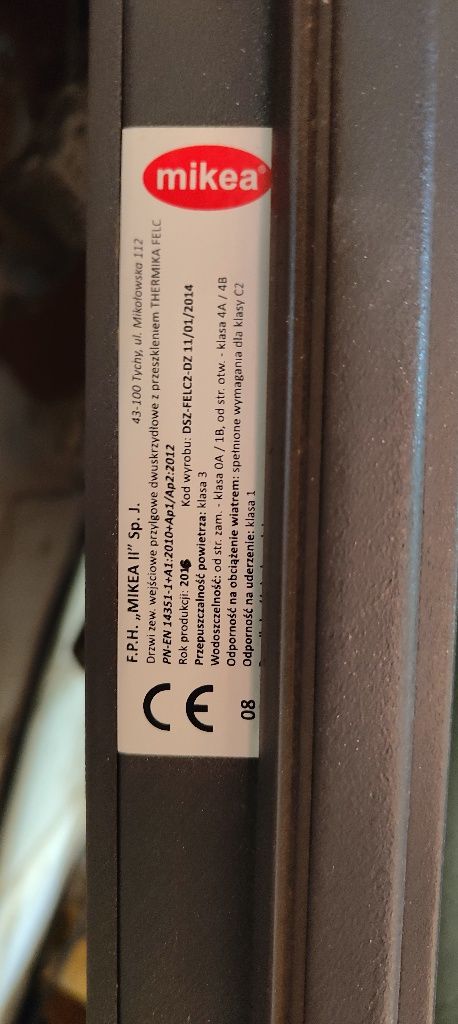 mikea®
F.P.H. „MIKEA II” Sp. J. 43-100 Tychy, ul. Mikołowska 112
Drzwi zew. wejściowe przylgowe dwuskrzydłowe z przeszkleniem THERMIKA FELC
PN-EN 14351-1+A1:2010+Ap1/Ap2:2012
Rok produkcji: Kod wyrobu: DSZ-FELC2-DZ 11/01/2014
Przepuszczalność powietrza: klasa 3
Wodoszczelność: od str. zam. - klasa 0A / 1B, od str. otw. - klasa 4A / 4B
Odporność na obciążenie wiatrem: spełnione wymagania dla klasy C2
Odporność na uderzenie: klasa 1
CE
08